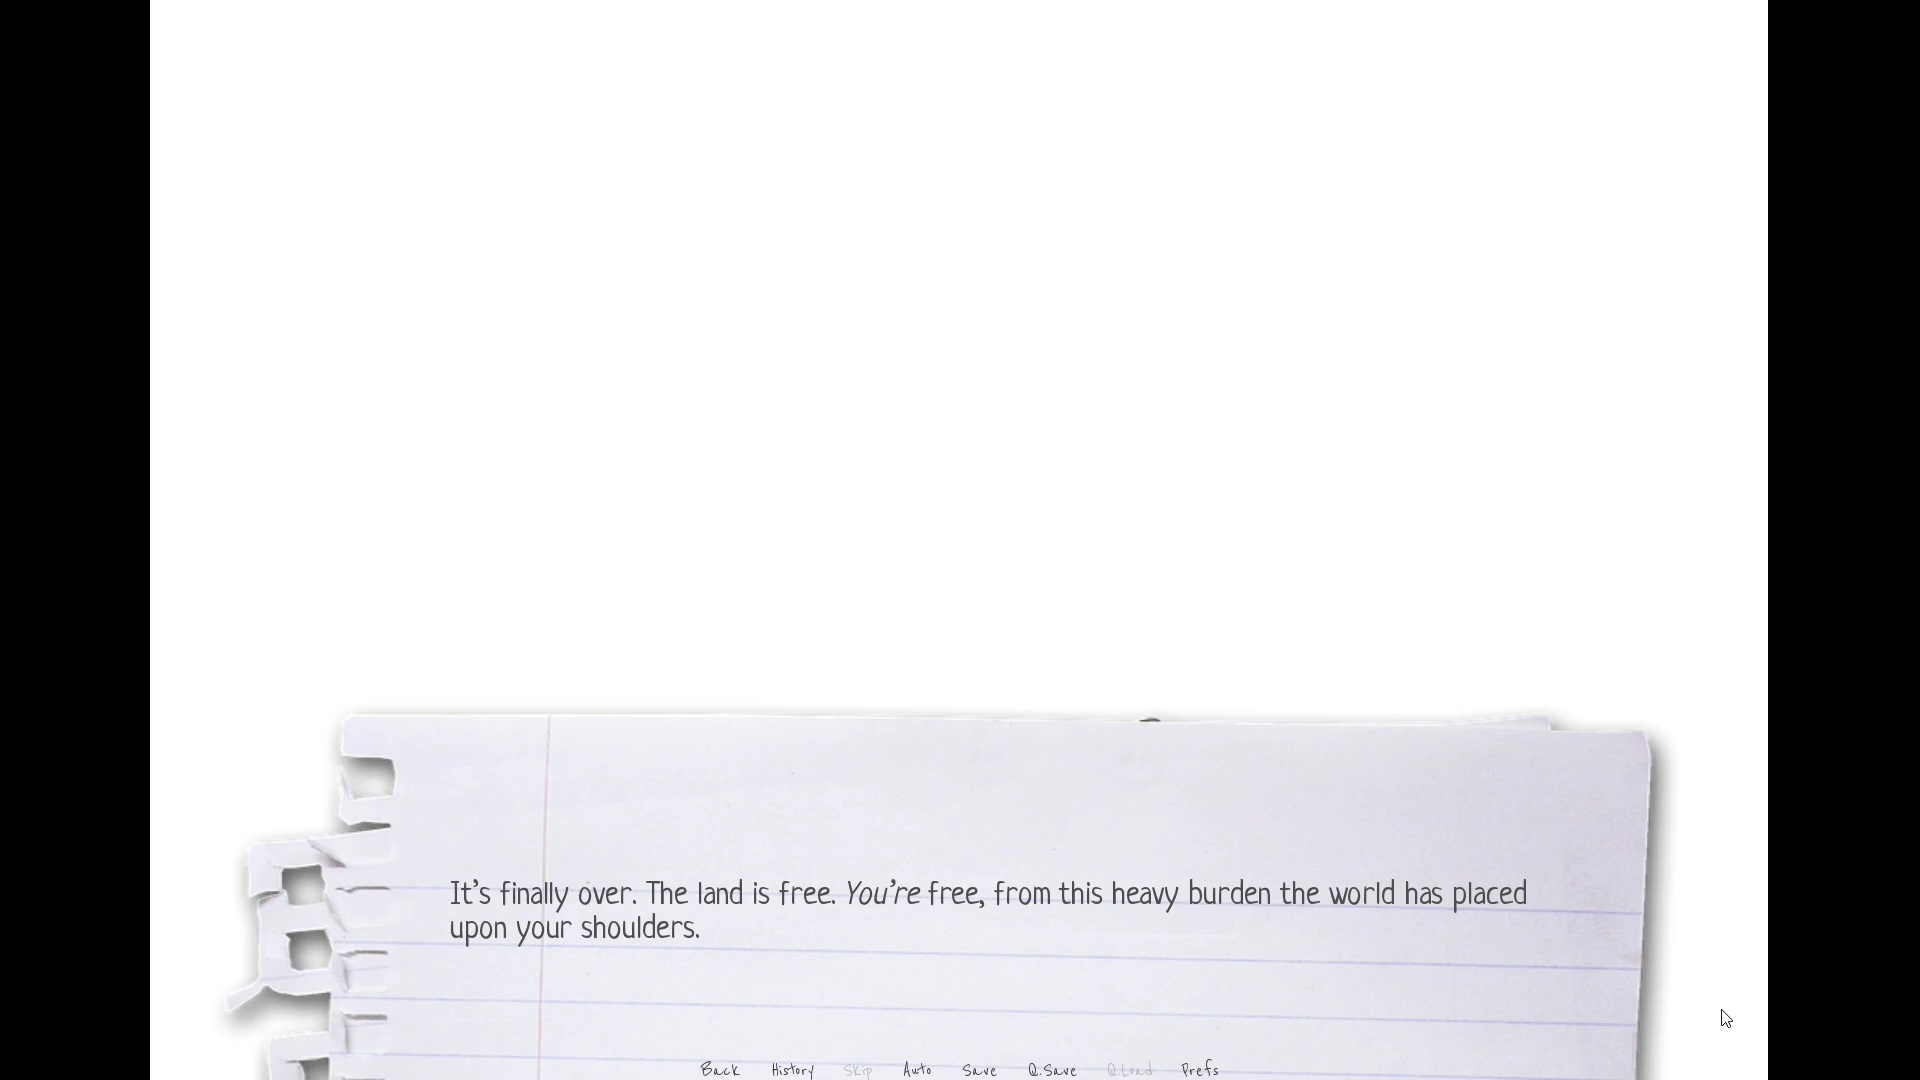 It’s finally over. The land is free. You’re free, from this heavy burden the world has placed
upon your shoulders.
Back History Skip Auto Save Q.Save Q.Load Prefs